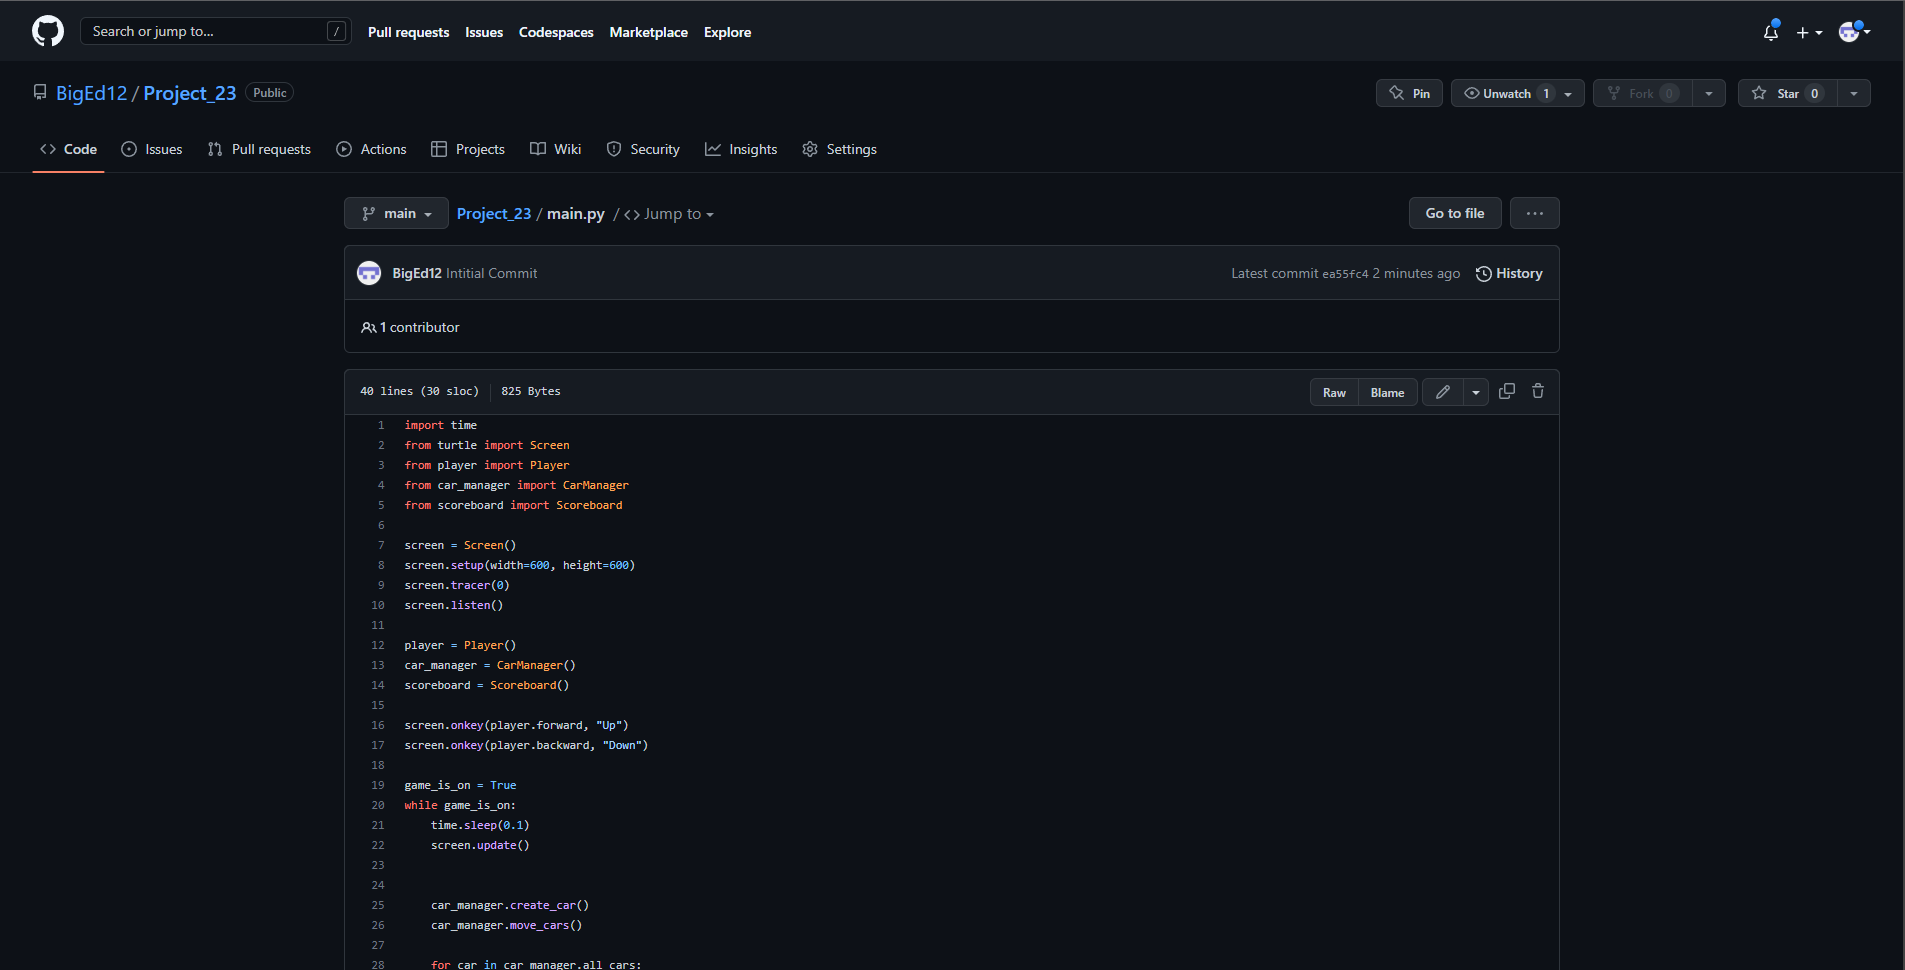 Search or jump to... /
Pull requests Issues Codespaces Marketplace Explore
BigEd12 / Project_23 Public
Pin Unwatch 1 Fork 0 Star 0
Code Issues Pull requests Actions Projects Wiki Security Insights Settings
main Project_23 / main.py / <> Jump to Go to file ...
BigEd12 Intitial Commit Latest commit ea55fc4 2 minutes ago History
1 contributor
40 lines (30 sloc) 825 Bytes Raw Blame
1 import time
2 from turtle import Screen
3 from player import Player
4 from car_manager import CarManager
5 from scoreboard import Scoreboard
6
7 screen = Screen()
8 screen.setup(width=600, height=600)
9 screen.tracer(0)
10 screen.listen()
11
12 player = Player()
13 car_manager = CarManager()
14 scoreboard = Scoreboard()
15
16 screen.onkey(player.forward, "Up")
17 screen.onkey(player.backward, "Down")
18
19 game_is_on = True
20 while game_is_on:
21     time.sleep(0.1)
22     screen.update()
23
24
25     car_manager.create_car()
26     car_manager.move_cars()
27
28     for car in car_manager.all_cars: